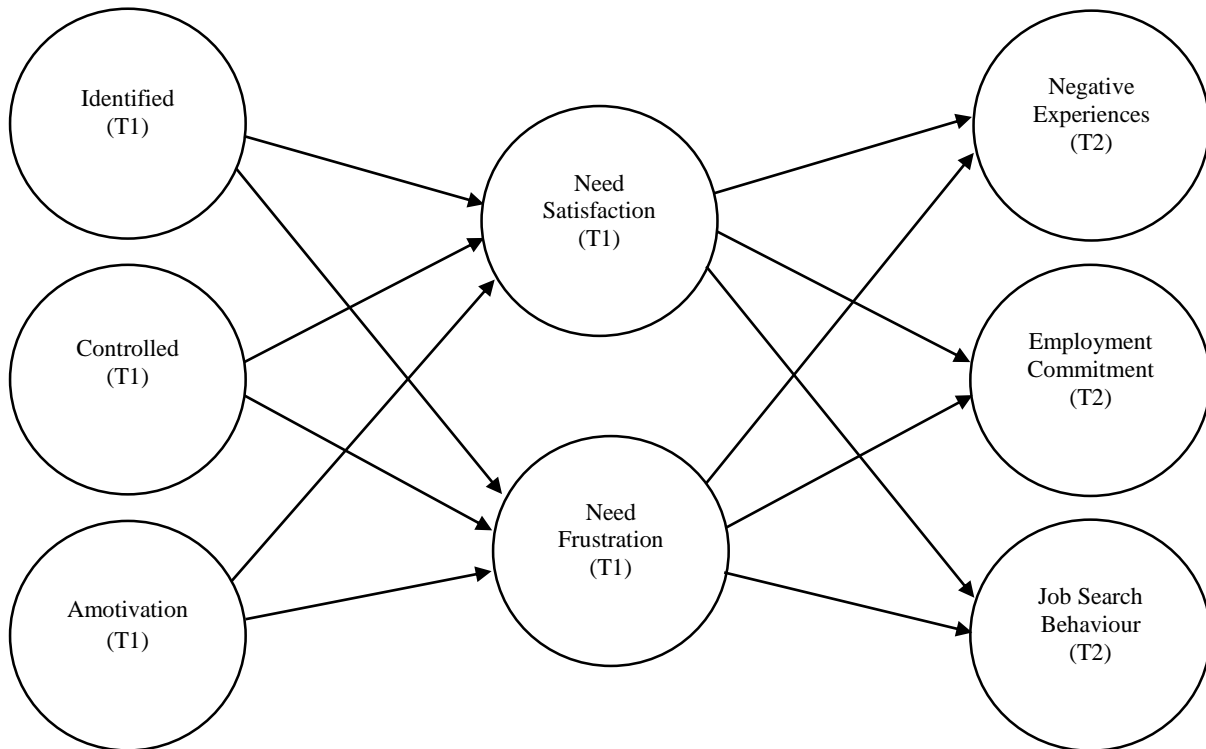 Identified
(T1)
Controlled
(T1)
Amotivation
(T1)
Need
Satisfaction
(T1)
Need
Frustration
(T1)
Negative
Experiences
(T2)
Employment
Commitment
(T2)
Job Search
Behaviour
(T2)